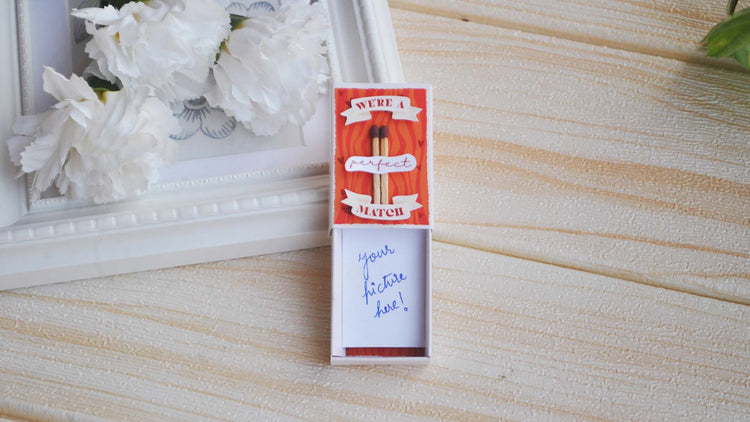 WE'RE A
perfect
MATCH
your
picture
here!